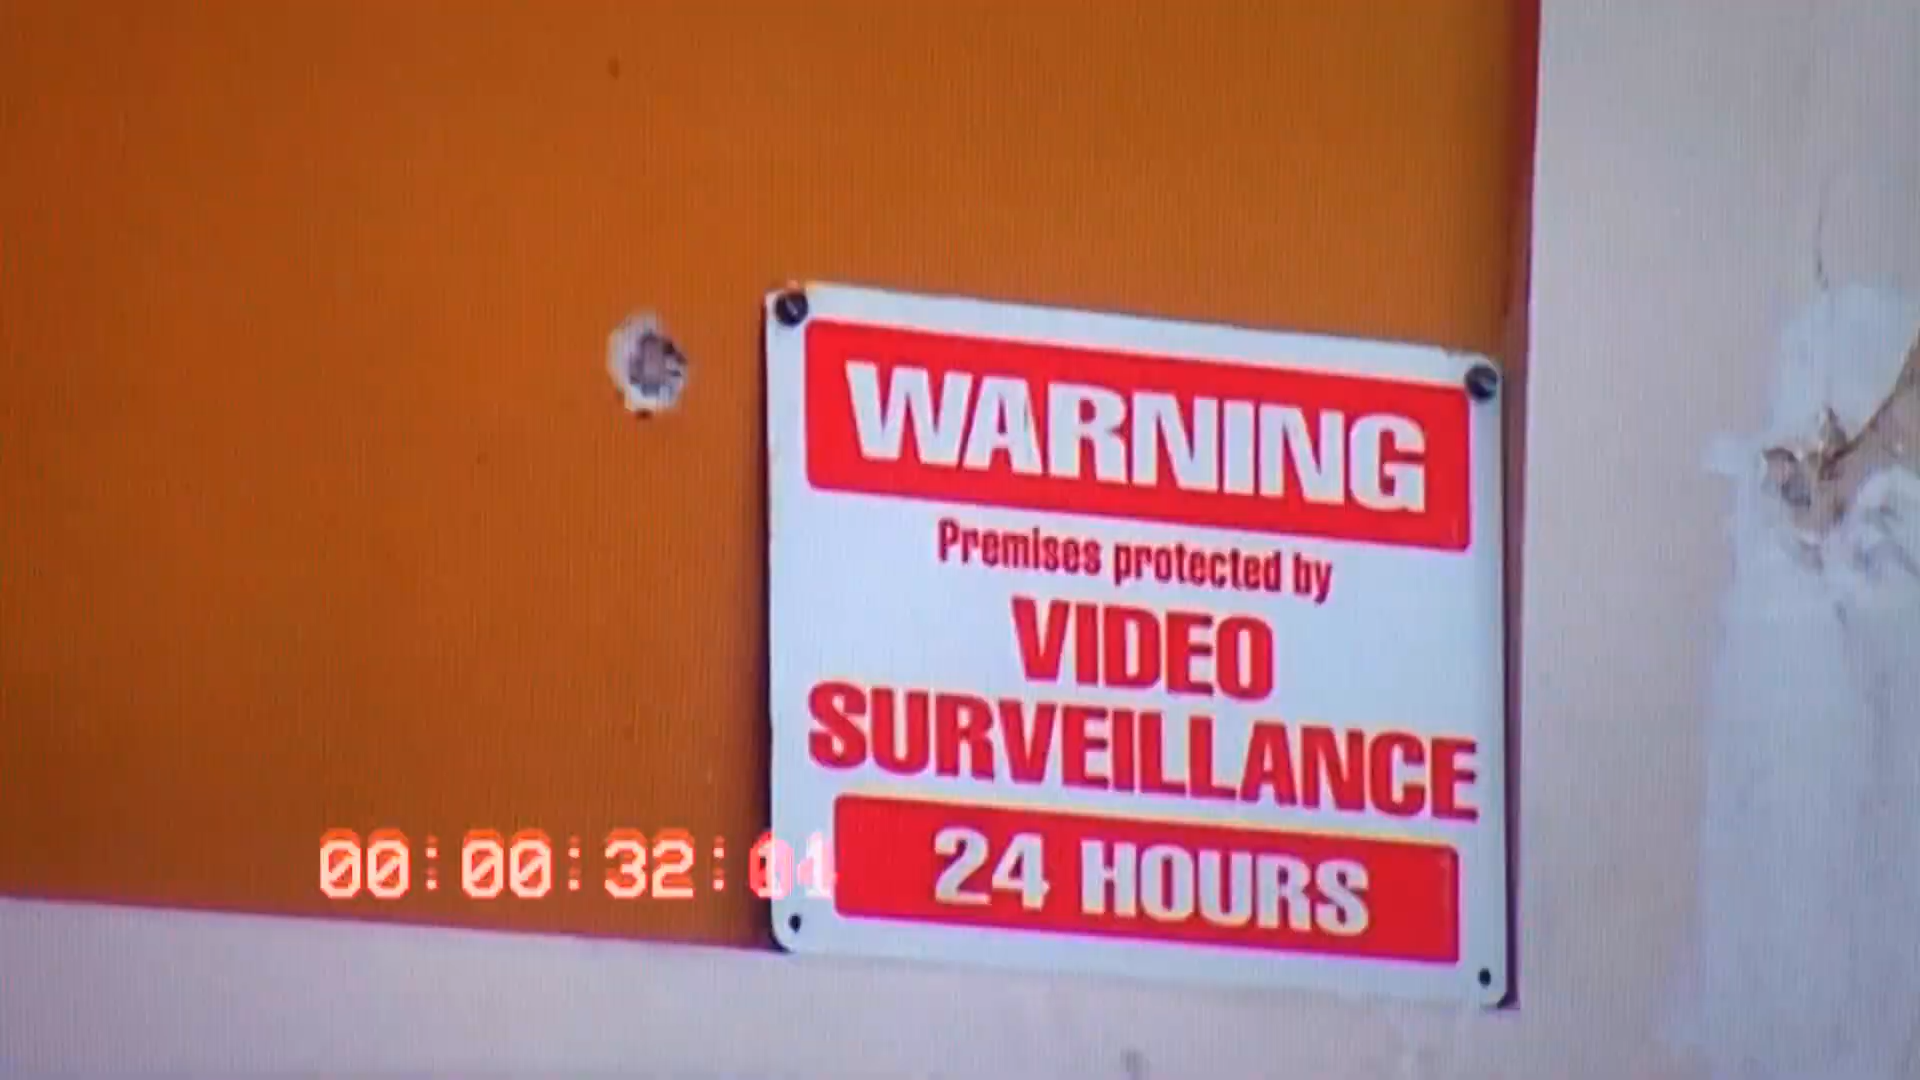 WARNING
Premises protected by
VIDEO
SURVEILLANCE
24 HOURS
00:00:32: